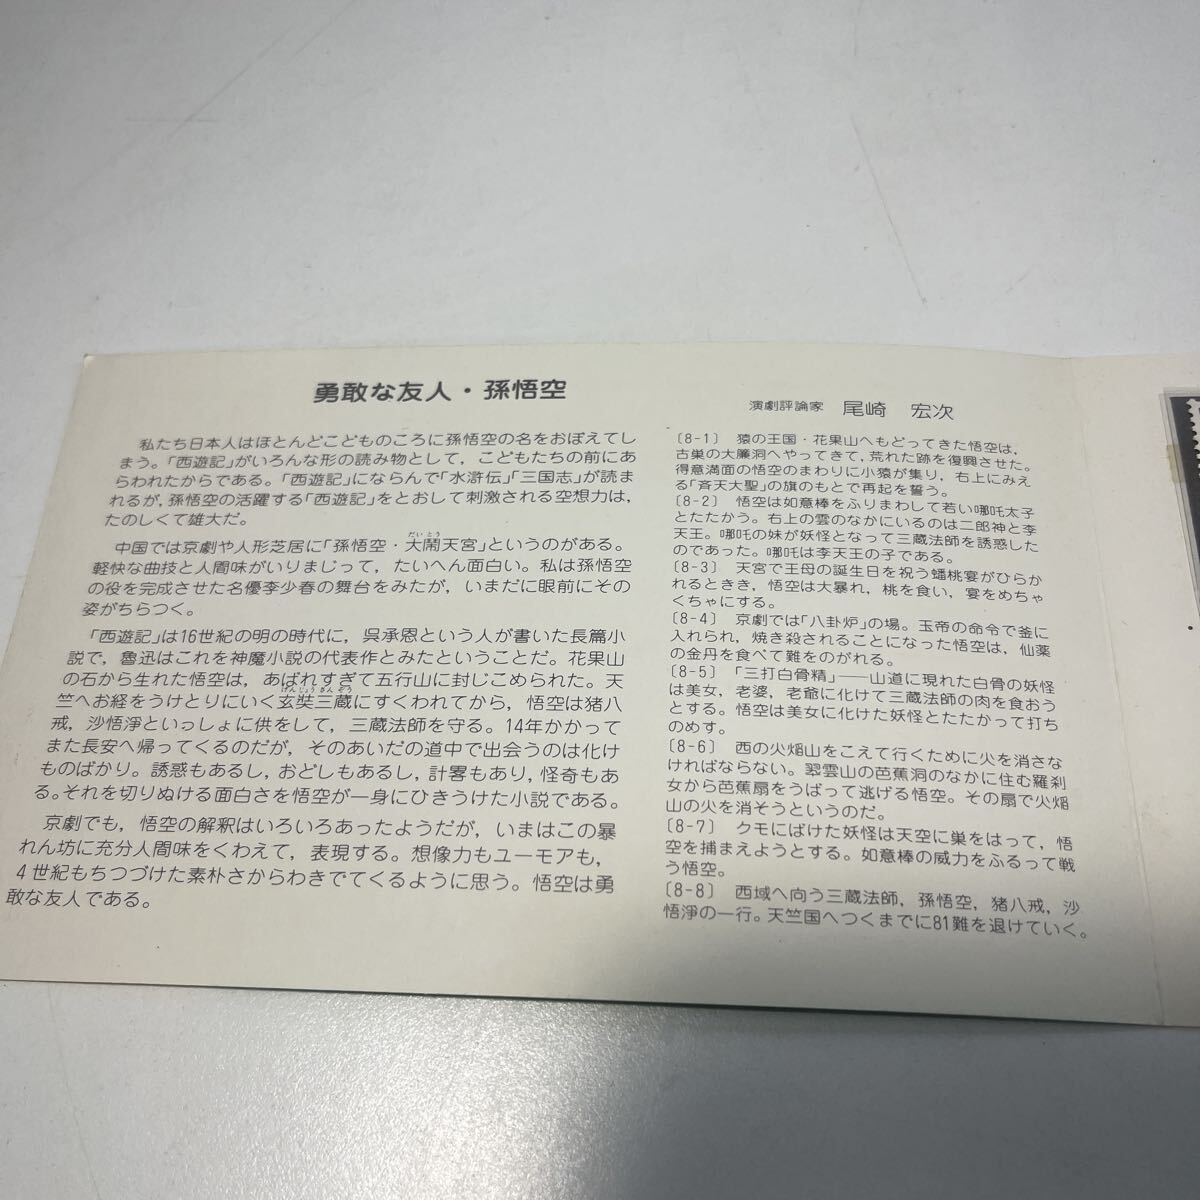 勇敢な友人・孫悟空
私たち日本人はほとんどこどものころに孫悟空の名をおぼえてし
まう。「西遊記」がいろんな形の読み物として，こどもたちの前にあ
らわれたからである。「西遊記」にならんで「水滸伝」「三国志」が読ま
れるが，孫悟空の活躍する「西遊記」をとおして刺激される空想力は，
たのしくて雄大だ。
だいとう
中国では京劇や人形芝居に「孫悟空・大鬧天宮」というのがある。
軽快な曲技と人間味がいりまじって，たいへん面白い。私は孫悟空
の役を完成させた名優李少春の舞台をみたが，いまだに眼前にその
姿がちらつく。
「西遊記」は16世紀の明の時代に，呉承恩という人が書いた長篇小
説で，魯迅はこれを神魔小説の代表作とみたということだ。花果山
の石から生れた悟空は，あばれすぎて五行山に封じこめられた。天
げんじょうさんぞう
竺へお経をうけとりにいく玄奘三蔵にすくわれてから，悟空は猪八
戒，沙悟浄といっしょに供をして，三蔵法師を守る。14年かかって
また長安へ帰ってくるのだが，そのあいだの道中で出会うのは化け
ものばかり。誘惑もあるし，おどしもあるし，計畧もあり，怪奇もあ
る。それを切りぬける面白さを悟空が一身にひきうけた小説である。
京劇でも，悟空の解釈はいろいろあったようだが，いまはこの暴
れん坊に充分人間味をくわえて，表現する。想像力もユーモアも，
4世紀もちつづけた素朴さからわきでてくるように思う。悟空は勇
敢な友人である。
演劇評論家 尾崎 宏次
〔8-1〕 猿の王国・花果山へもどってきた悟空は，
古巣の大簾洞へやってきて，荒れた跡を復興させた。
得意満面の悟空のまわりに小猿が集り，右上にみえ
る「斉天大聖」の旗のもとで再起を誓う。
〔8-2〕 悟空は如意棒をふりまわして若い哪吒太子
とたたかう。右上の雲のなかにいるのは二郎神と李
天王。哪吒の妹が妖怪となって三蔵法師を誘惑した
のであった。哪吒は李天王の子である。
〔8-3〕 天宮で王母の誕生日を祝う蟠桃宴がひらか
れるときき，悟空は大暴れ，桃を食い，宴をめちゃ
くちゃにする。
〔8-4〕 京劇では「八卦炉」の場。玉帝の命令で釜に
入れられ，焼き殺されることになった悟空は，仙薬
の金丹を食べて難をのがれる。
〔8-5〕 「三打白骨精」――山道に現れた白骨の妖怪
は美女，老婆，老爺に化けて三蔵法師の肉を食おう
とする。悟空は美女に化けた妖怪とたたかって打ち
のめす。
〔8-6〕 西の火焔山をこえて行くために火を消さな
ければならない。翠雲山の芭蕉洞のなかに住む羅刹
女から芭蕉扇をうばって逃げる悟空。その扇で火焔
山の火を消そうというのだ。
〔8-7〕 クモにばけた妖怪は天空に巣をはって，悟
空を捕まえようとする。如意棒の威力をふるって戦
う悟空。
〔8-8〕 西域へ向う三蔵法師，孫悟空，猪八戒，沙
悟浄の一行。天竺国へつくまでに81難を退けていく。